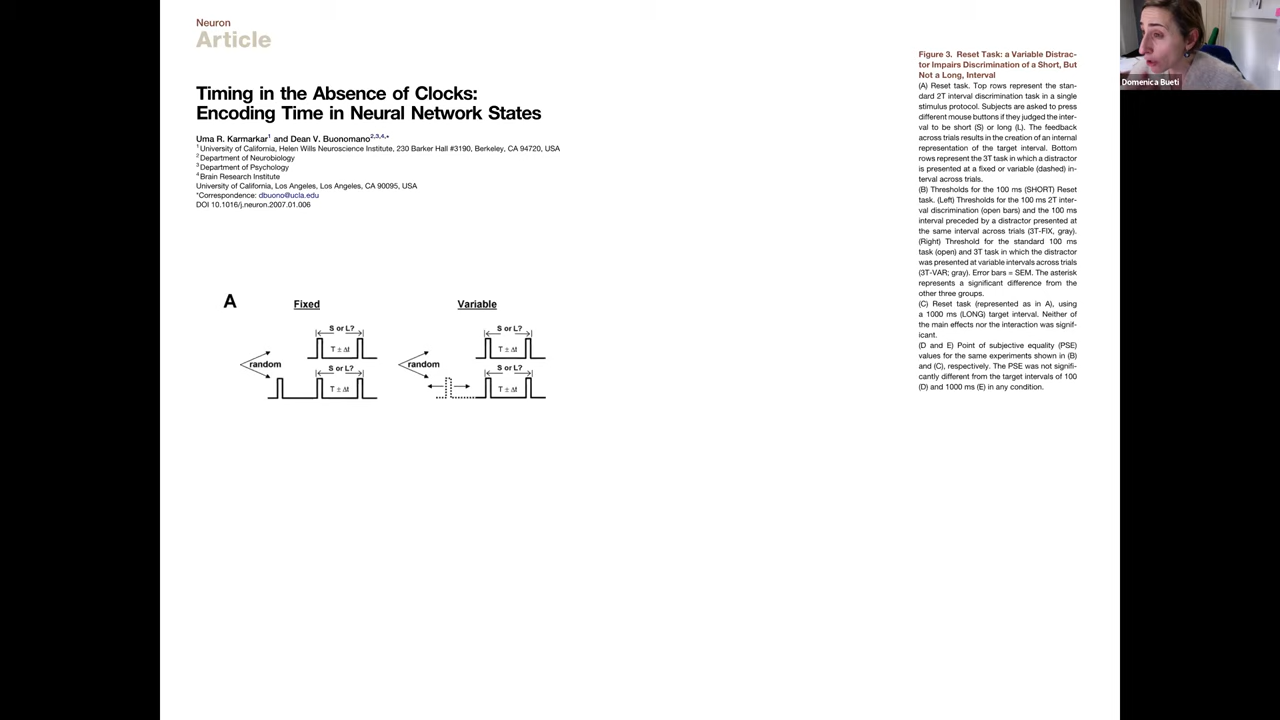 Neuron
Article
Timing in the Absence of Clocks:
Encoding Time in Neural Network States
Uma R. Karmarkar1 and Dean V. Buonomano2,3,4,*
1University of California, Helen Wills Neuroscience Institute, 230 Barker Hall #3190, Berkeley, CA 94720, USA
2Department of Neurobiology
3Department of Psychology
4Brain Research Institute
University of California, Los Angeles, Los Angeles, CA 90095, USA
*Correspondence: dbuono@ucla.edu
DOI 10.1016/j.neuron.2007.01.006
A
Fixed
S or L?
T ± Δt
random
S or L?
T ± Δt
Variable
S or L?
T ± Δt
random
S or L?
T ± Δt
Figure 3. Reset Task: a Variable Distrac-
tor Impairs Discrimination of a Short, But
Not a Long, Interval
(A) Reset task. Top rows represent the stan-
dard 2T interval discrimination task in a single
stimulus protocol. Subjects are asked to press
different mouse buttons if they judged the inter-
val to be short (S) or long (L). The feedback
across trials results in the creation of an internal
representation of the target interval. Bottom
rows represent the 3T task in which a distractor
is presented at a fixed or variable (dashed) in-
terval across trials.
(B) Thresholds for the 100 ms (SHORT) Reset
task. (Left) Thresholds for the 100 ms 2T inter-
val discrimination (open bars) and the 100 ms
interval preceded by a distractor presented at
the same interval across trials (3T-FIX, gray).
(Right) Threshold for the standard 100 ms
task (open) and 3T task in which the distractor
was presented at variable intervals across trials
(3T-VAR; gray). Error bars = SEM. The asterisk
represents a significant difference from the
other three groups.
(C) Reset task (represented as in A), using
a 1000 ms (LONG) target interval. Neither of
the main effects nor the interaction was signif-
icant.
(D and E) Point of subjective equality (PSE)
values for the same experiments shown in (B)
and (C), respectively. The PSE was not signifi-
cantly different from the target intervals of 100
(D) and 1000 ms (E) in any condition.
Domenica Bueti